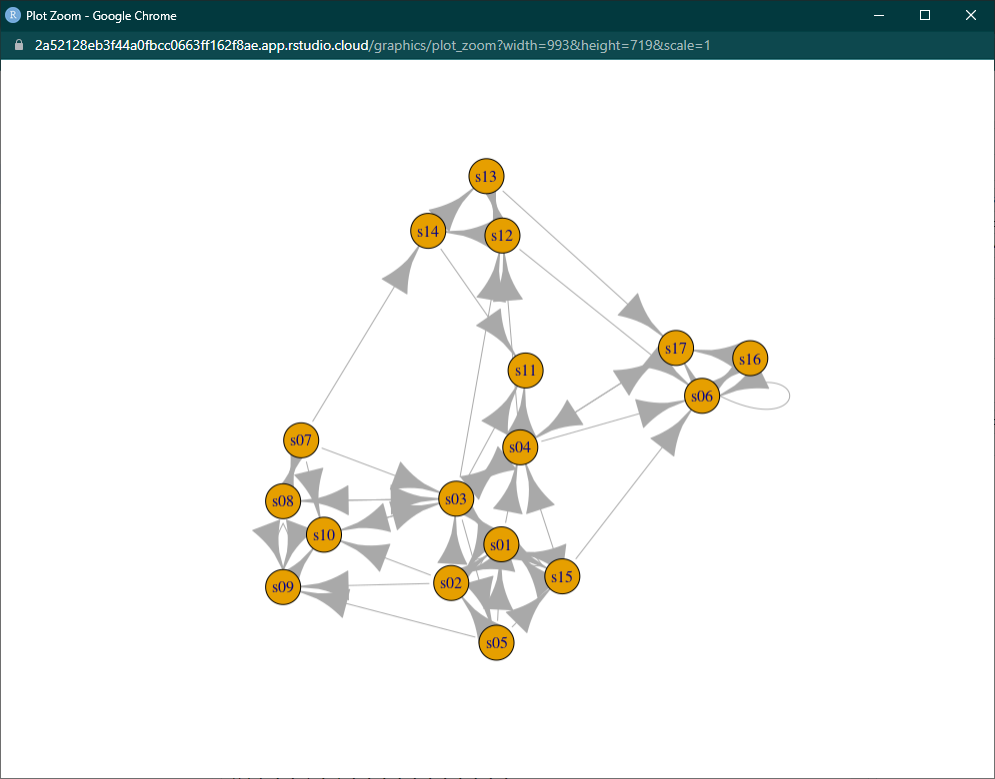 R Plot Zoom - Google Chrome
2a52128eb3f44a0fbcc0663ff162f8ae.app.rstudio.cloud/graphics/plot_zoom?width=993&height=719&scale=1
s13
s14
s12
s17
s16
s11
s06
s07
s04
s08
s03
s10
s01
s09
s02
s15
s05